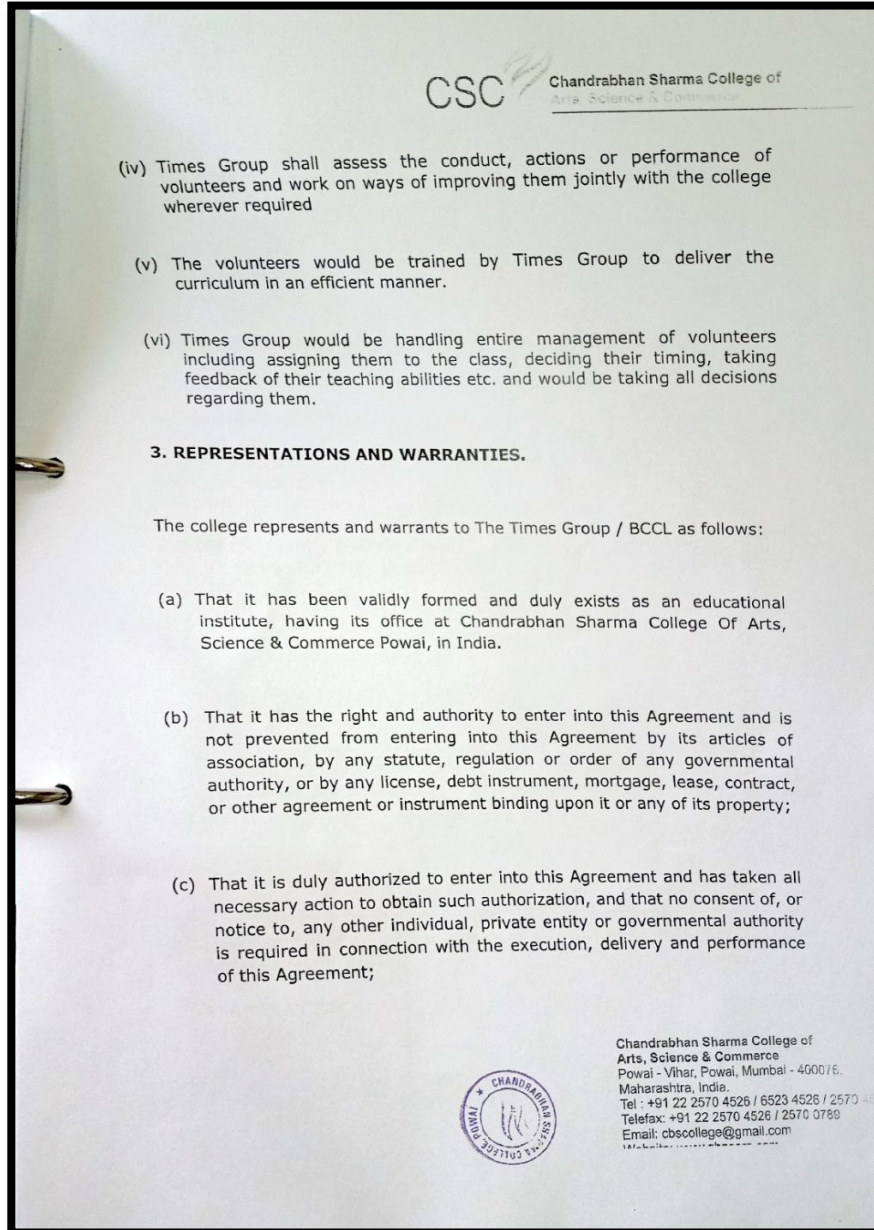 CSC
Chandrabhan Sharma College of
Arts, Science & Commerce
(iv) Times Group shall assess the conduct, actions or performance of
volunteers and work on ways of improving them jointly with the college
wherever required
(v) The volunteers would be trained by Times Group to deliver the
curriculum in an efficient manner.
(vi) Times Group would be handling entire management of volunteers
including assigning them to the class, deciding their timing, taking
feedback of their teaching abilities etc. and would be taking all decisions
regarding them.
3. REPRESENTATIONS AND WARRANTIES.
The college represents and warrants to The Times Group / BCCL as follows:
(a) That it has been validly formed and duly exists as an educational
institute, having its office at Chandrabhan Sharma College Of Arts,
Science & Commerce Powai, in India.
(b) That it has the right and authority to enter into this Agreement and is
not prevented from entering into this Agreement by its articles of
association, by any statute, regulation or order of any governmental
authority, or by any license, debt instrument, mortgage, lease, contract,
or other agreement or instrument binding upon it or any of its property;
(c) That it is duly authorized to enter into this Agreement and has taken all
necessary action to obtain such authorization, and that no consent of, or
notice to, any other individual, private entity or governmental authority
is required in connection with the execution, delivery and performance
of this Agreement;
CHANDRABHAN SHARMA COLLEGE, POWAI
Chandrabhan Sharma College of
Arts, Science & Commerce
Powai - Vihar, Powai, Mumbai - 400076.
Maharashtra, India.
Tel : +91 22 2570 4526 / 6523 4526 / 2570
Telefax: +91 22 2570 4526 / 2570 0789
Email: cbscollege@gmail.com